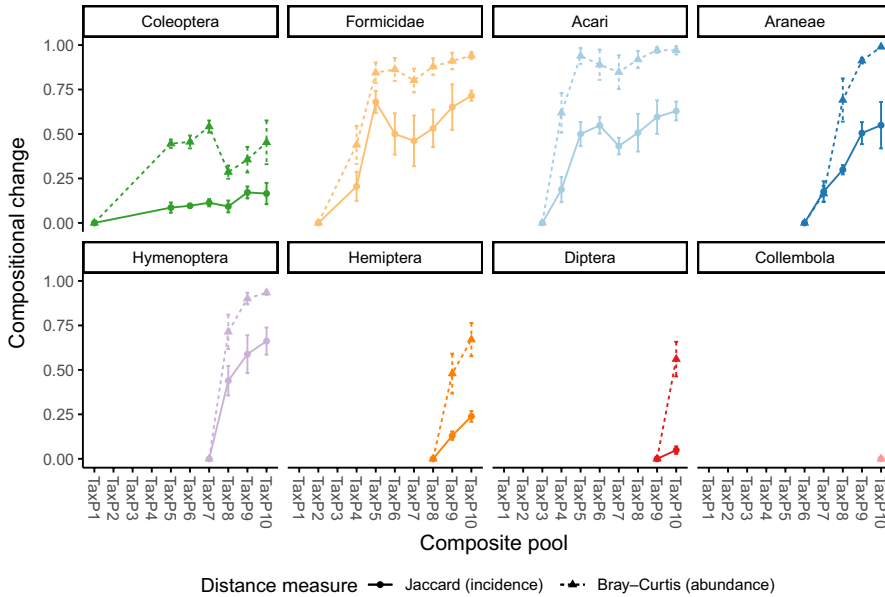 Coleoptera Formicidae Acari Araneae
1.00
0.75
0.50
0.25
0.00
Hymenoptera Hemiptera Diptera Collembola
1.00
0.75
0.50
0.25
0.00
Compositional change
TaxP1 TaxP2 TaxP3 TaxP4 TaxP5 TaxP6 TaxP7 TaxP8 TaxP9 TaxP10
TaxP1 TaxP2 TaxP3 TaxP4 TaxP5 TaxP6 TaxP7 TaxP8 TaxP9 TaxP10
TaxP1 TaxP2 TaxP3 TaxP4 TaxP5 TaxP6 TaxP7 TaxP8 TaxP9 TaxP10
TaxP1 TaxP2 TaxP3 TaxP4 TaxP5 TaxP6 TaxP7 TaxP8 TaxP9 TaxP10
Composite pool
Distance measure Jaccard (incidence) Bray–Curtis (abundance)